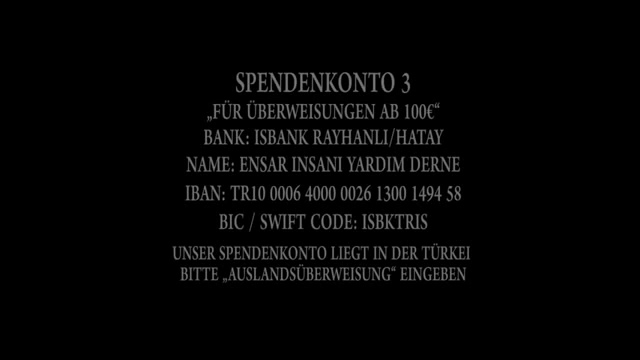 SPENDENKONTO 3
„FÜR ÜBERWEISUNGEN AB 100€“
BANK: ISBANK RAYHANLI/HATAY
NAME: ENSAR INSANI YARDIM DERNE
IBAN: TR10 0006 4000 0026 1300 1494 58
BIC / SWIFT CODE: ISBKTRIS
UNSER SPENDENKONTO LIEGT IN DER TÜRKEI
BITTE „AUSLANDSÜBERWEISUNG“ EINGEBEN